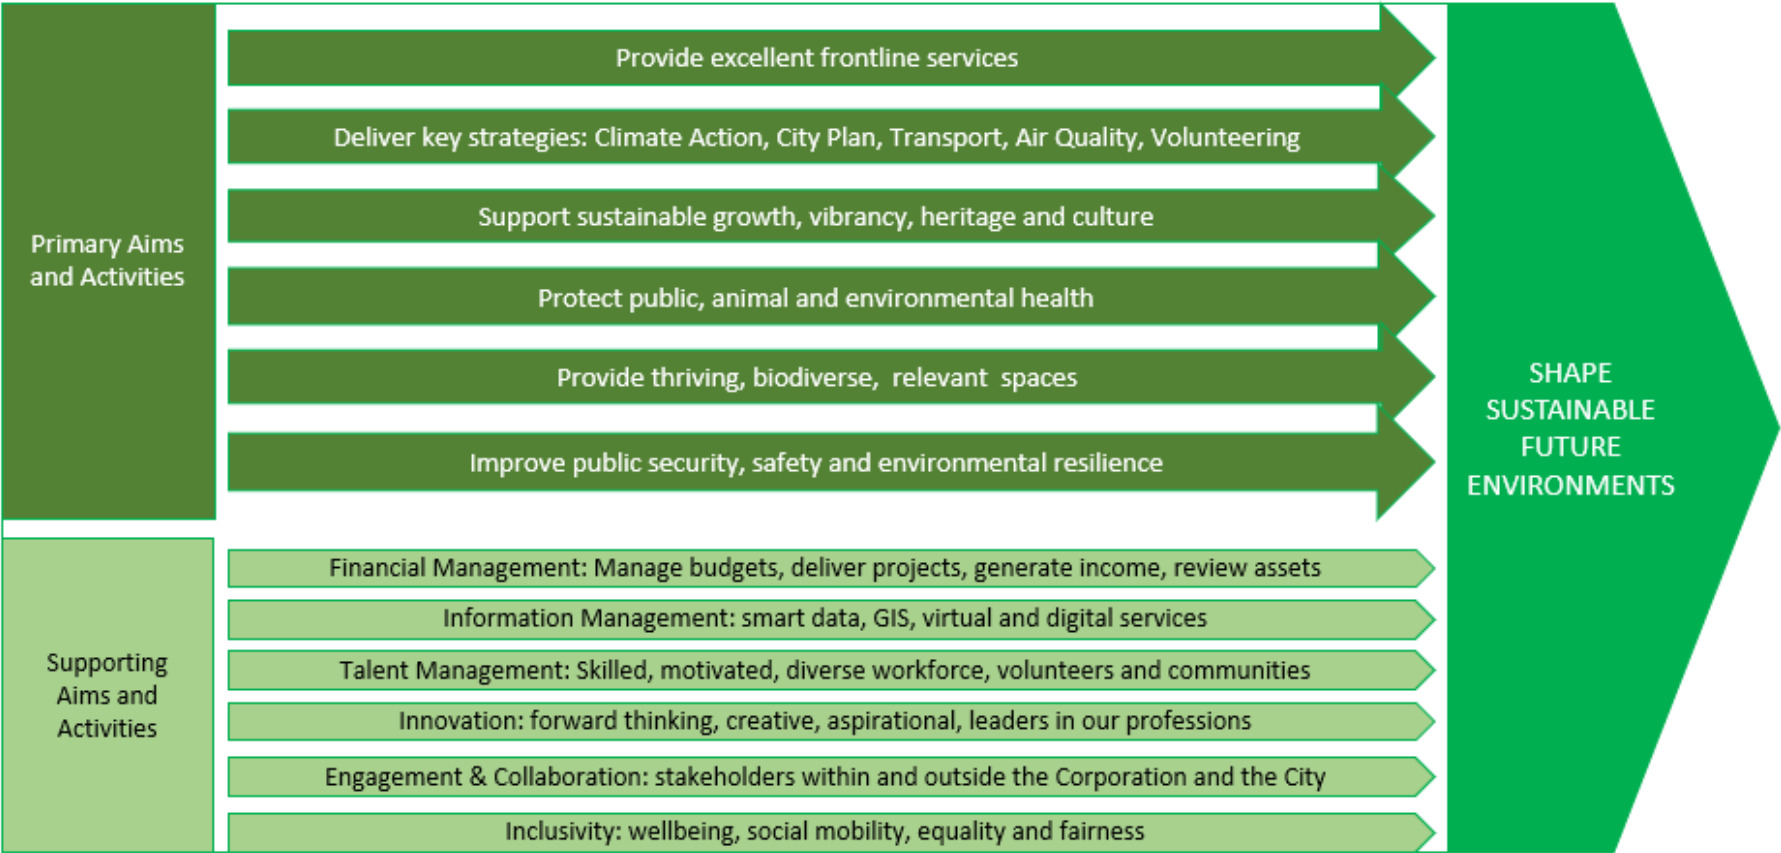 Primary Aims
and Activities
Provide excellent frontline services
Deliver key strategies: Climate Action, City Plan, Transport, Air Quality, Volunteering
Support sustainable growth, vibrancy, heritage and culture
Protect public, animal and environmental health
Provide thriving, biodiverse, relevant spaces
Improve public security, safety and environmental resilience
Supporting
Aims and
Activities
Financial Management: Manage budgets, deliver projects, generate income, review assets
Information Management: smart data, GIS, virtual and digital services
Talent Management: Skilled, motivated, diverse workforce, volunteers and communities
Innovation: forward thinking, creative, aspirational, leaders in our professions
Engagement & Collaboration: stakeholders within and outside the Corporation and the City
Inclusivity: wellbeing, social mobility, equality and fairness
SHAPE
SUSTAINABLE
FUTURE
ENVIRONMENTS